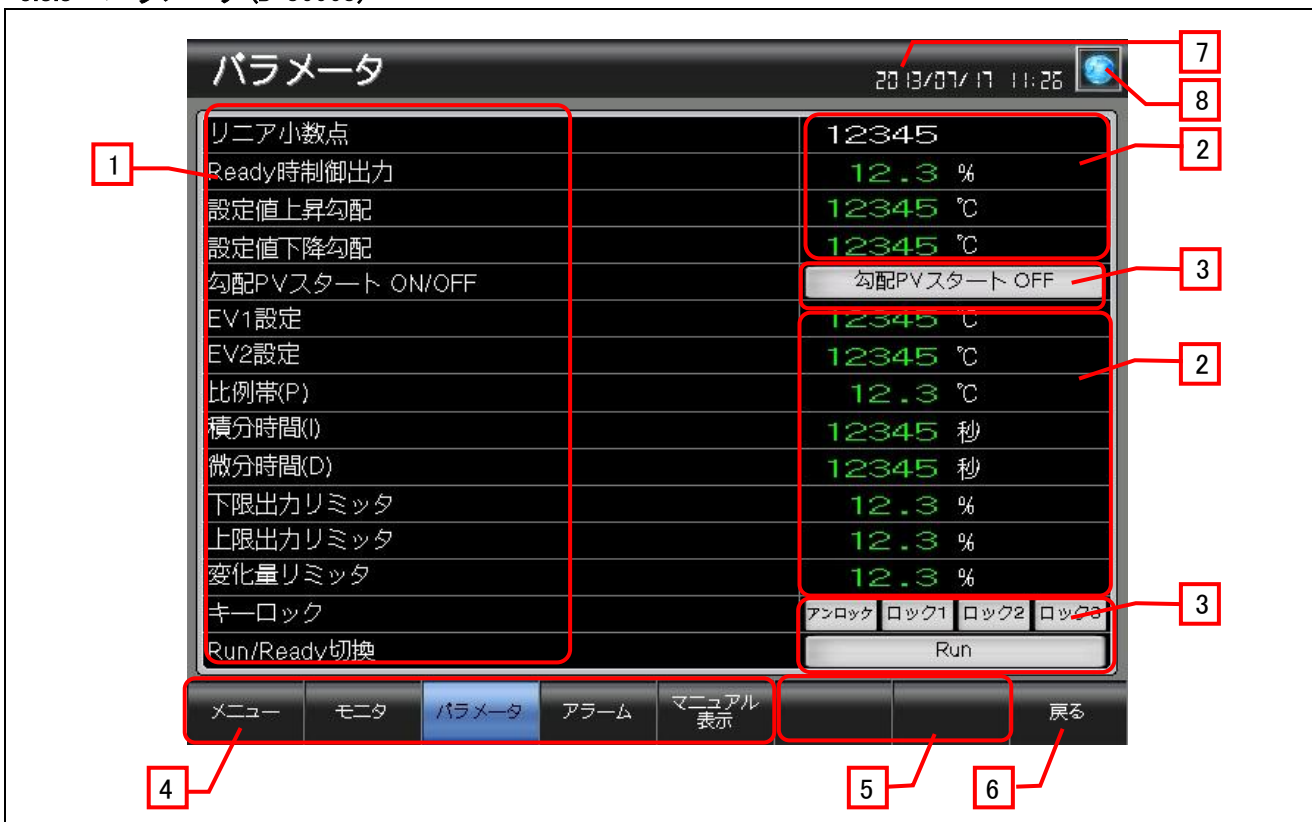 パラメータ
2013/07/17 11:26
7
8
リニア小数点 12345
2
Ready時制御出力 12.3 %
1
設定値上昇勾配 12345 ℃
設定値下降勾配 12345 ℃
勾配PVスタート ON/OFF 勾配PVスタート OFF
3
EV1設定 12345 ℃
EV2設定 12345 ℃
2
比例帯(P) 12.3 ℃
積分時間(I) 12345 秒
微分時間(D) 12345 秒
下限出力リミッタ 12.3 %
上限出力リミッタ 12.3 %
変化量リミッタ 12.3 %
キーロック アンロック ロック1 ロック2 ロック3
3
Run/Ready切換 Run
メニュー モニタ パラメータ アラーム マニュアル表示 戻る
4
5
6